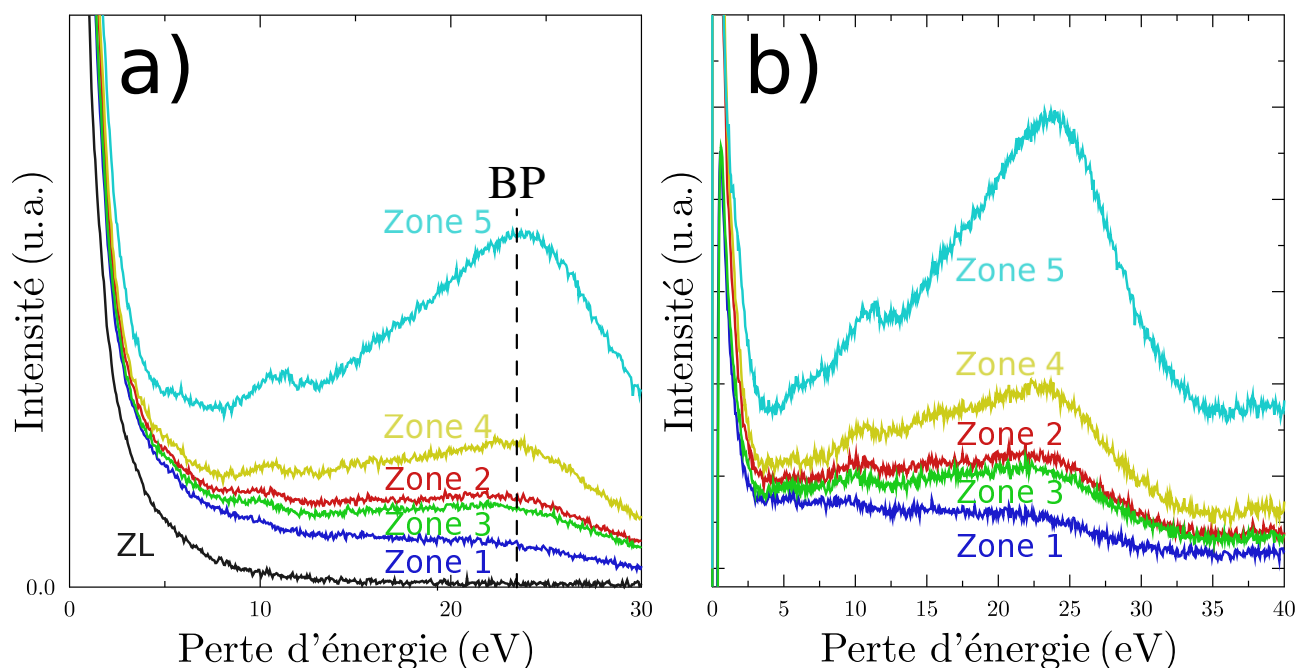 a)
BP
Zone 5
Zone 4
Zone 2
Zone 3
Zone 1
ZL
Intensité (u.a.)
0.0
0 10 20 30
Perte d'énergie (eV)
b)
Zone 5
Zone 4
Zone 2
Zone 3
Zone 1
Intensité (u.a.)
0 5 10 15 20 25 30 35 40
Perte d'énergie (eV)